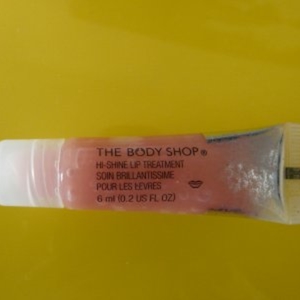 THE BODY SHOP®
HI-SHINE LIP TREATMENT
SOIN BRILLANTISSIME
POUR LES LÈVRES
6 ml (0.2 US FL OZ)